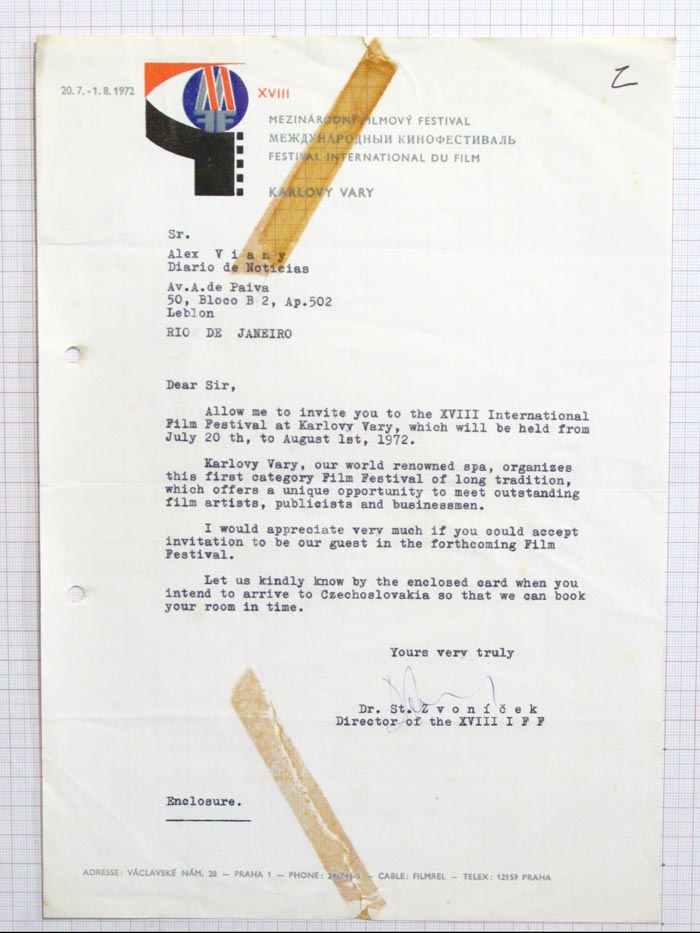 20. 7. - 1. 8. 1972
XVIII
MEZINÁRODNÍ FILMOVÝ FESTIVAL
МЕЖДУНАРОДНЫЙ КИНОФЕСТИВАЛЬ
FESTIVAL INTERNATIONAL DU FILM
KARLOVY VARY
Sr.
Alex V i a n y
Diario de Noticias
Av.A.de Paiva
50, Bloco B 2, Ap.502
Leblon
RIO DE JANEIRO
Dear Sir,
Allow me to invite you to the XVIII International
Film Festival at Karlovy Vary, which will be held from
July 20 th, to August 1st, 1972.
Karlovy Vary, our world renowned spa, organizes
this first category Film Festival of long tradition,
which offers a unique opportunity to meet outstanding
film artists, publicists and businessmen.
I would appreciate very much if you could accept
invitation to be our guest in the forthcoming Film
Festival.
Let us kindly know by the enclosed card when you
intend to arrive to Czechoslovakia so that we can book
your room in time.
Yours very truly
Dr. St. Z v o n í č e k
Director of the XVIII I F F
Enclosure.
ADRESSE: VÁCLAVSKÉ NÁM. 28 — PRAHA 1 — PHONE: — CABLE: FILMREL — TELEX: 12159 PRAHA